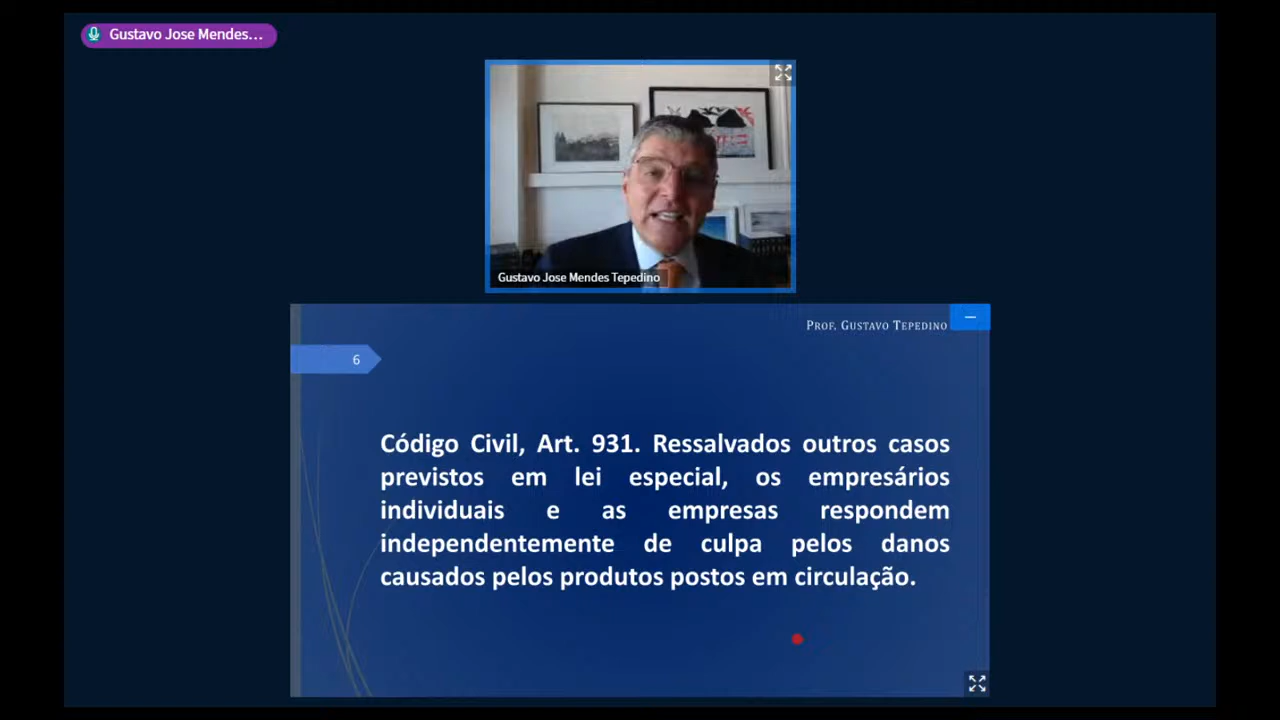 Gustavo Jose Mendes...
Gustavo Jose Mendes Tepedino
PROF. GUSTAVO TEPEDINO
6
Código Civil, Art. 931. Ressalvados outros casos
previstos em lei especial, os empresários
individuais e as empresas respondem
independentemente de culpa pelos danos
causados pelos produtos postos em circulação.